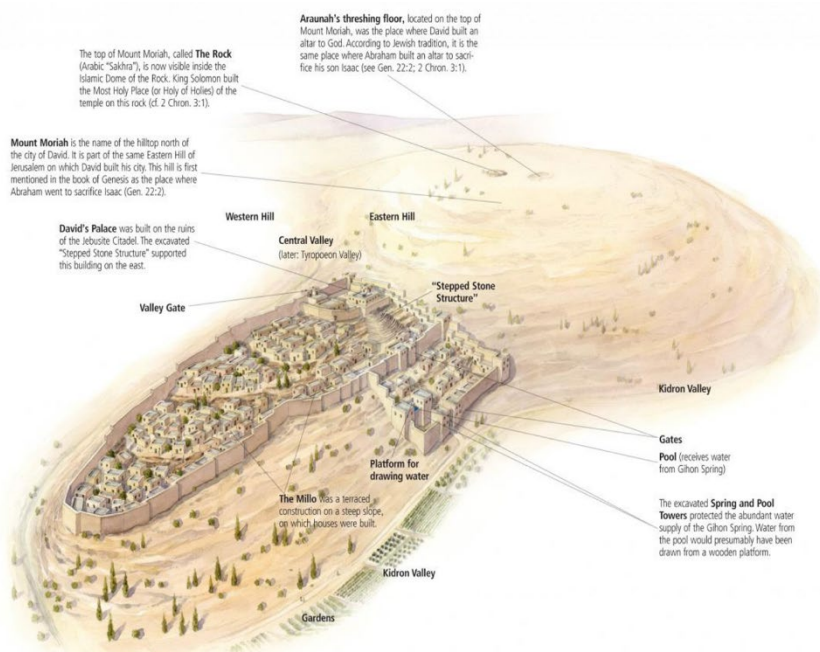 Araunah's threshing floor, located on the top of
Mount Moriah, was the place where David built an
altar to God. According to Jewish tradition, it is the
same place where Abraham built an altar to sacri-
fice his son Isaac (see Gen. 22:2; 2 Chron. 3:1).
The top of Mount Moriah, called The Rock
(Arabic "Sakhra"), is now visible inside the
Islamic Dome of the Rock. King Solomon built
the Most Holy Place (or Holy of Holies) of the
temple on this rock (cf. 2 Chron. 3:1).
Mount Moriah is the name of the hilltop north of
the city of David. It is part of the same Eastern Hill of
Jerusalem on which David built his city. This hill is first
mentioned in the book of Genesis as the place where
Abraham went to sacrifice Isaac (Gen. 22:2).
Western Hill
Eastern Hill
David's Palace was built on the ruins
of the Jebusite Citadel. The excavated
"Stepped Stone Structure" supported
this building on the east.
Central Valley
(later: Tyropoeon Valley)
"Stepped Stone
Structure"
Valley Gate
Kidron Valley
Gates
Pool (receives water
from Gihon Spring)
Platform for
drawing water
The Millo was a terraced
construction on a steep slope,
on which houses were built.
The excavated Spring and Pool
Towers protected the abundant water
supply of the Gihon Spring. Water from
the pool would presumably have been
drawn from a wooden platform.
Kidron Valley
Gardens